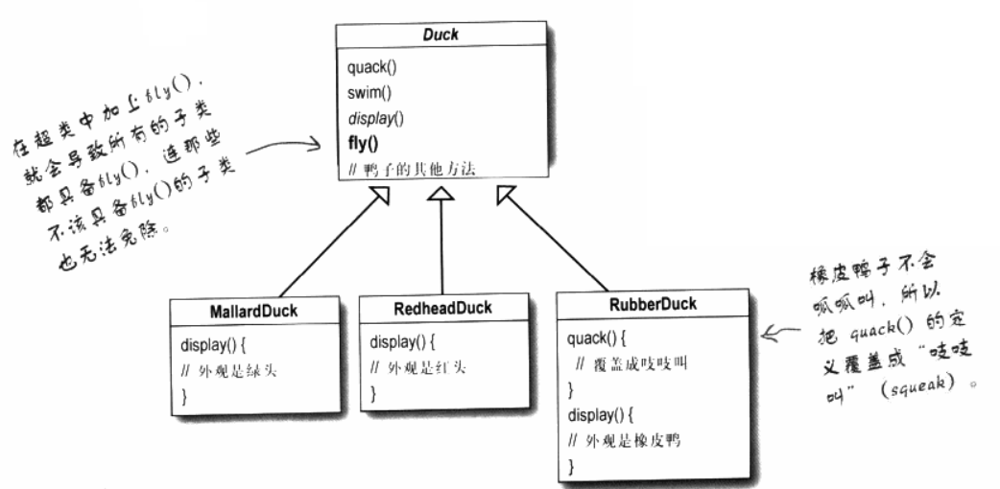 Duck
quack()
swim()
display()
fly()
// 鸭子的其他方法
在超类中加上fly(),
就会导致所有的子类
都具备fly(),连那些
不该具备fly()的子类
也无法免除。
MallardDuck
display() {
// 外观是绿头
}
RedheadDuck
display() {
// 外观是红头
}
RubberDuck
quack() {
// 覆盖成吱吱叫
}
display() {
// 外观是橡皮鸭
}
橡皮鸭子不会
呱呱叫,所以
把 quack() 的定
义覆盖成“吱吱
叫” (squeak)。